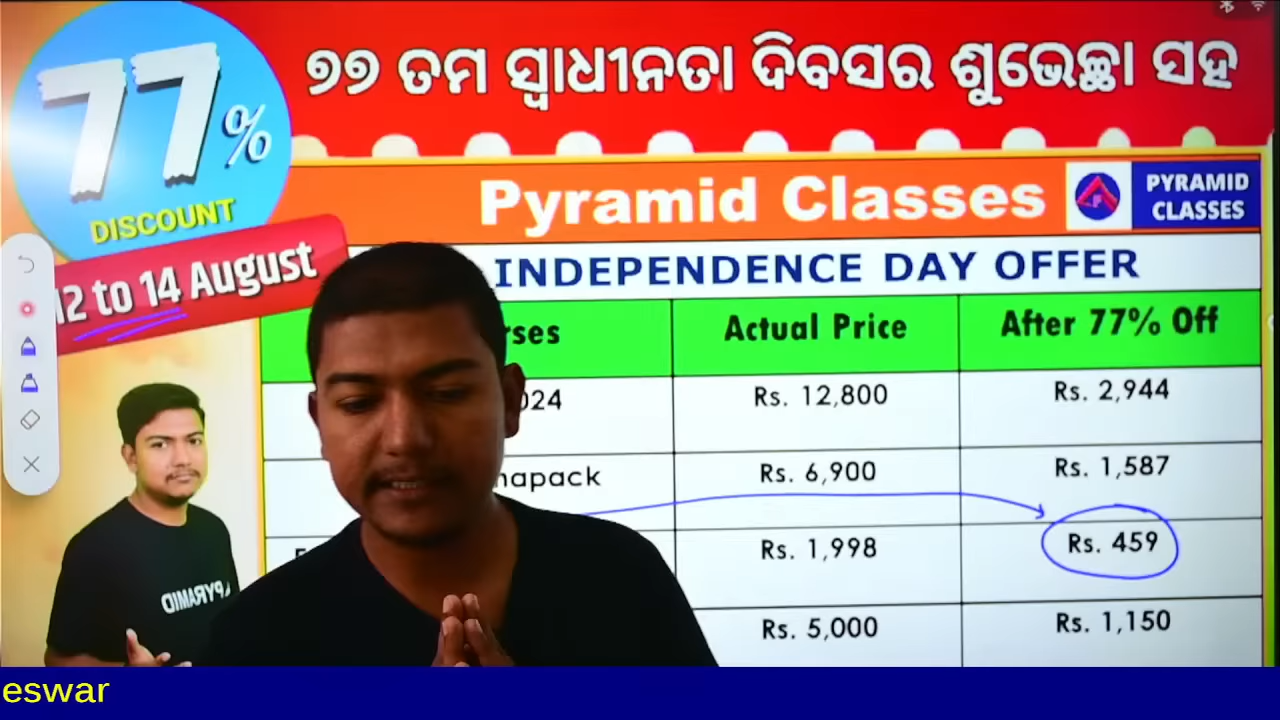 77%
DISCOUNT
12 to 14 August
୭୭ ତମ ସ୍ୱାଧୀନତା ଦିବସର ଶୁଭେଚ୍ଛା ସହ
Pyramid Classes
PYRAMID
CLASSES
INDEPENDENCE DAY OFFER
Actual Price After 77% Off
Rs. 12,800 Rs. 2,944
Rs. 6,900 Rs. 1,587
Rs. 1,998 Rs. 459
Rs. 5,000 Rs. 1,150
PYRAMID
eswar